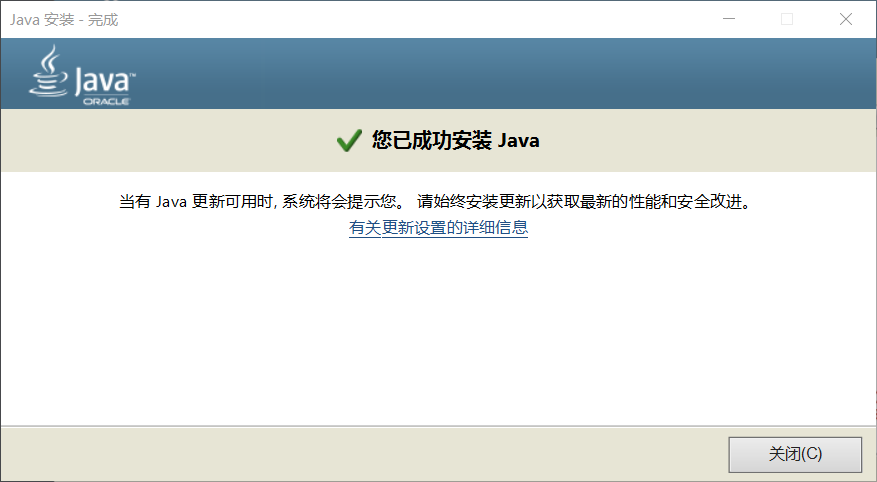 Java 安装 - 完成
Java™
ORACLE
您已成功安装 Java
当有 Java 更新可用时, 系统将会提示您。 请始终安装更新以获取最新的性能和安全改进。
有关更新设置的详细信息
关闭(C)